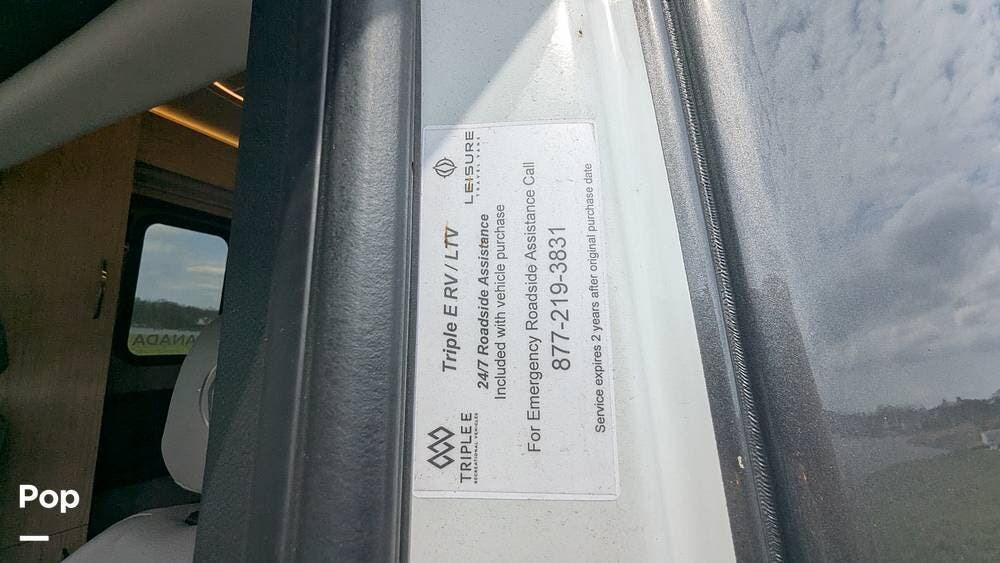 TRIPLE E
RECREATIONAL VEHICLES
Triple E RV / LTV
LEISURE
TRAVEL VANS
24/7 Roadside Assistance
Included with vehicle purchase
For Emergency Roadside Assistance Call
877-219-3831
Service expires 2 years after original purchase date
CANADA
Pop